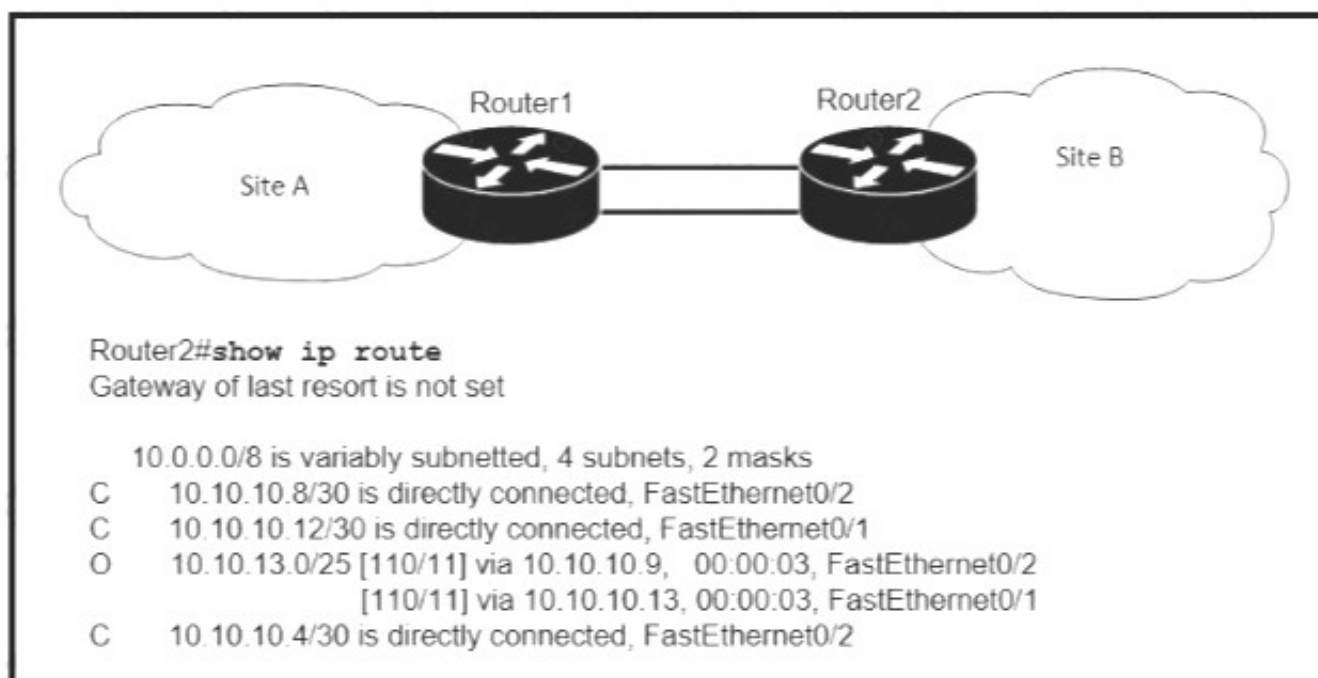 Router1
Router2
Site A
Site B
Router2#show ip route
Gateway of last resort is not set
10.0.0.0/8 is variably subnetted, 4 subnets, 2 masks
C 10.10.10.8/30 is directly connected, FastEthernet0/2
C 10.10.10.12/30 is directly connected, FastEthernet0/1
O 10.10.13.0/25 [110/11] via 10.10.10.9, 00:00:03, FastEthernet0/2
[110/11] via 10.10.10.13, 00:00:03, FastEthernet0/1
C 10.10.10.4/30 is directly connected, FastEthernet0/2